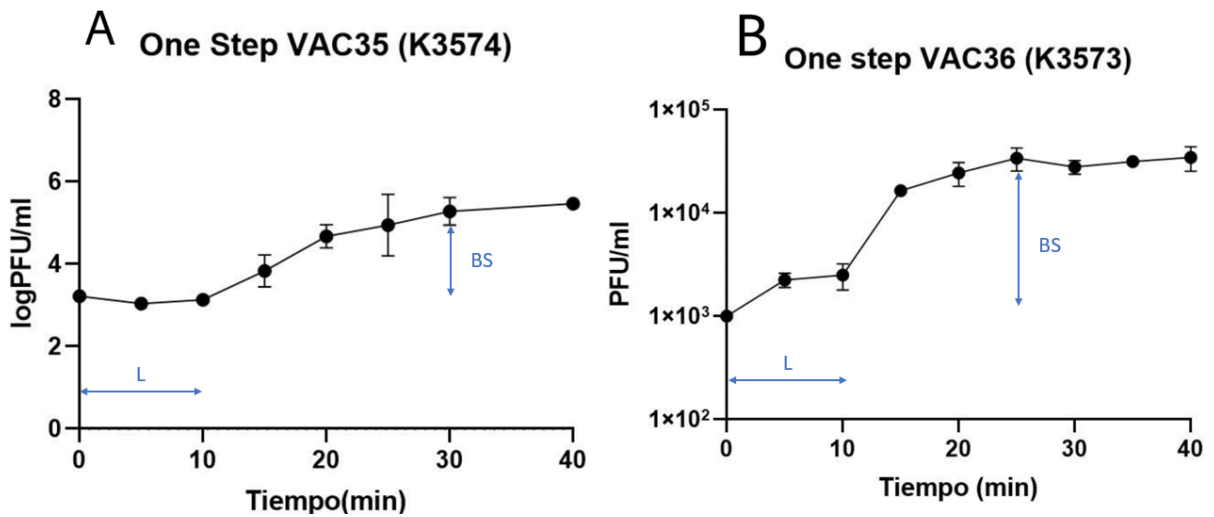 A
One Step VAC35 (K3574)
8
6
4
2
0
logPFU/ml
BS
L
0 10 20 30 40
Tiempo(min)
B
One step VAC36 (K3573)
1×10⁵
1×10⁴
1×10³
1×10²
PFU/ml
BS
L
0 10 20 30 40
Tiempo (min)